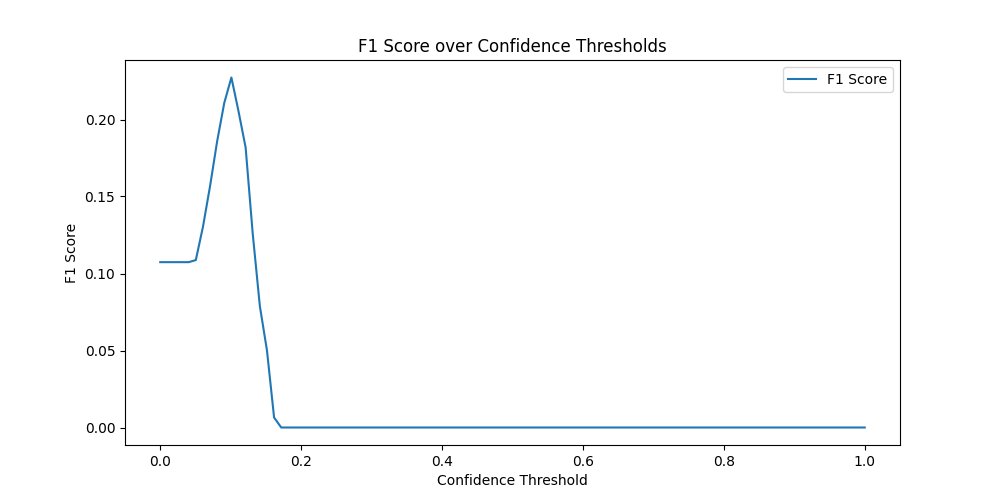 F1 Score over Confidence Thresholds
F1 Score
0.20
0.15
0.10
0.05
0.00
F1 Score
0.0 0.2 0.4 0.6 0.8 1.0
Confidence Threshold